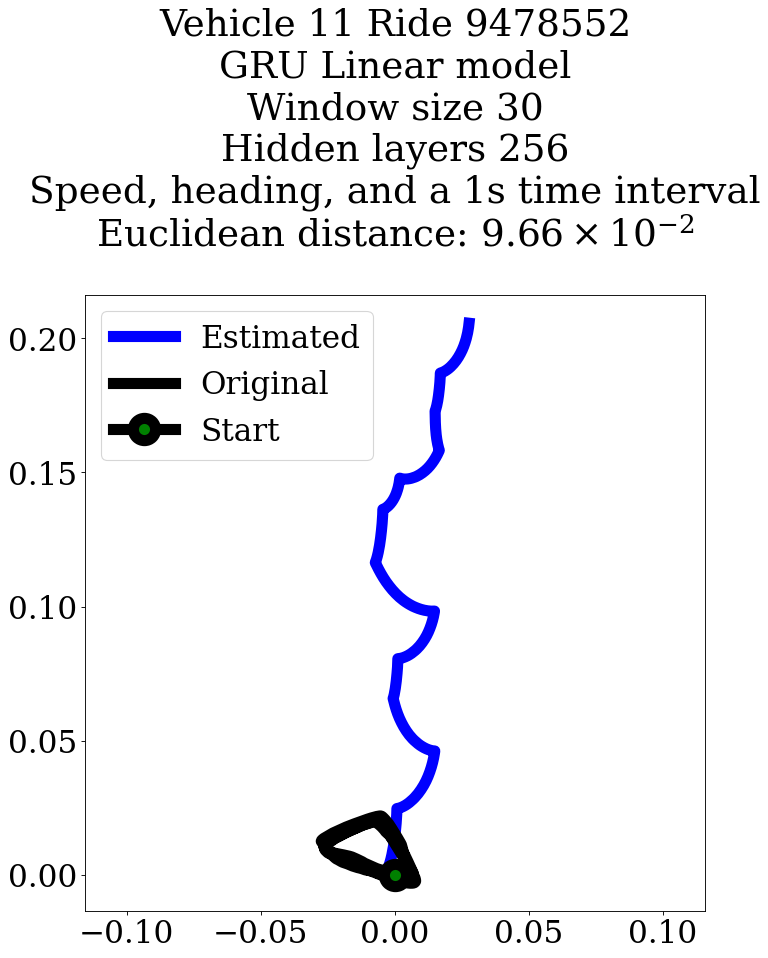 Vehicle 11 Ride 9478552
GRU Linear model
Window size 30
Hidden layers 256
Speed, heading, and a 1s time interval
Euclidean distance: 9.66 × 10⁻²
Estimated
Original
Start
0.20
0.15
0.10
0.05
0.00
−0.10
−0.05
0.00
0.05
0.10